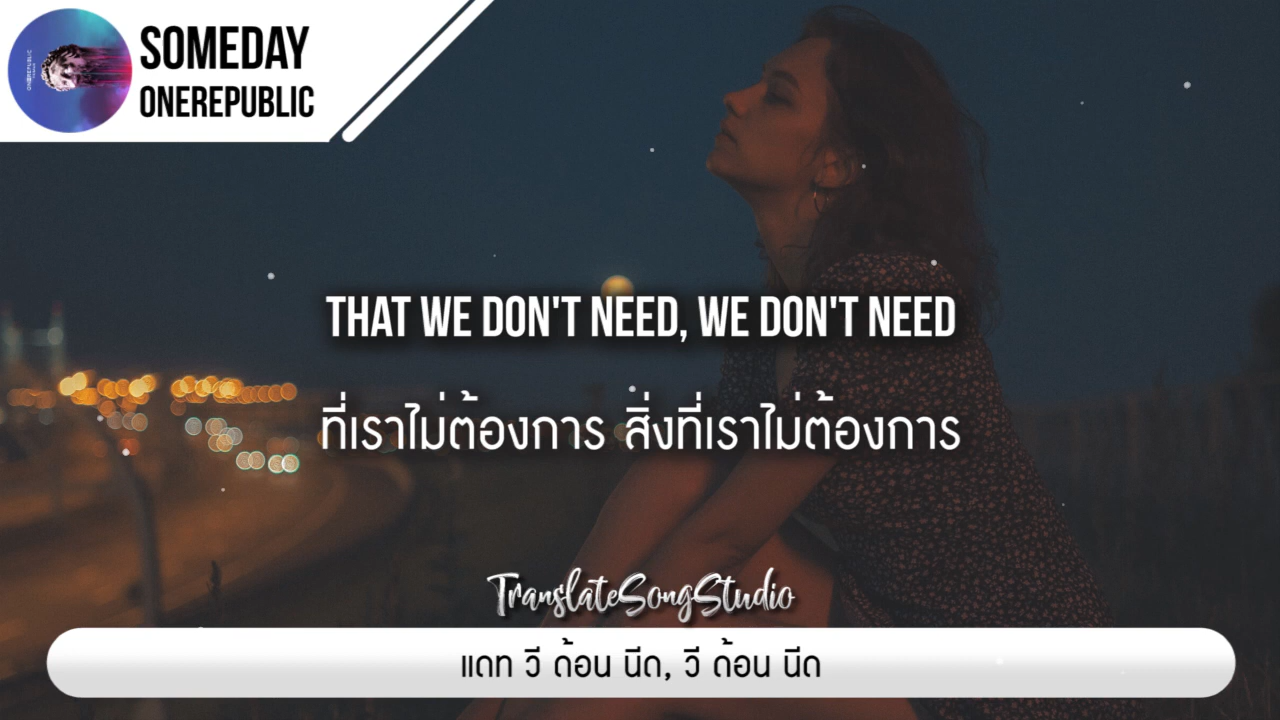 SOMEDAY
ONEREPUBLIC
THAT WE DON'T NEED, WE DON'T NEED
ที่เราไม่ต้องการ สิ่งที่เราไม่ต้องการ
TranslateSongStudio
แดท วี ด้อน นีด, วี ด้อน นีด